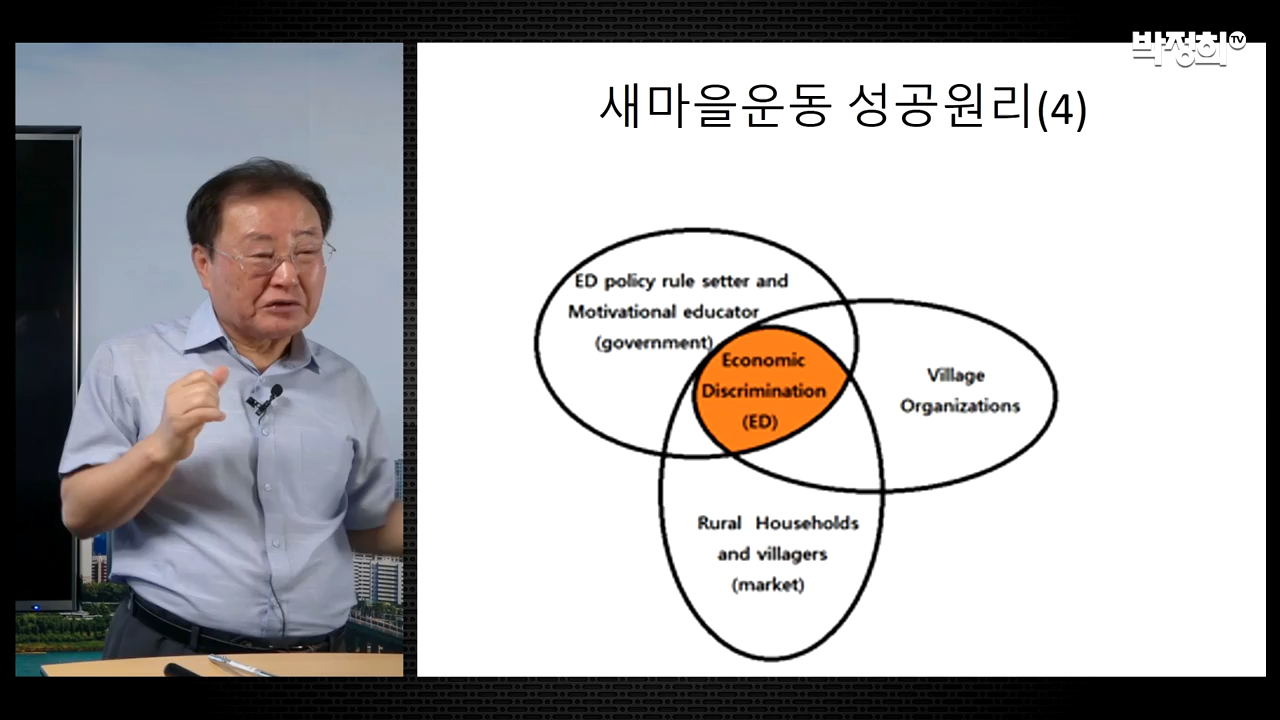 박정희TV
새마을운동 성공원리(4)
ED policy rule setter and
Motivational educator
(government)
Economic
Discrimination
(ED)
Village
Organizations
Rural Households
and villagers
(market)